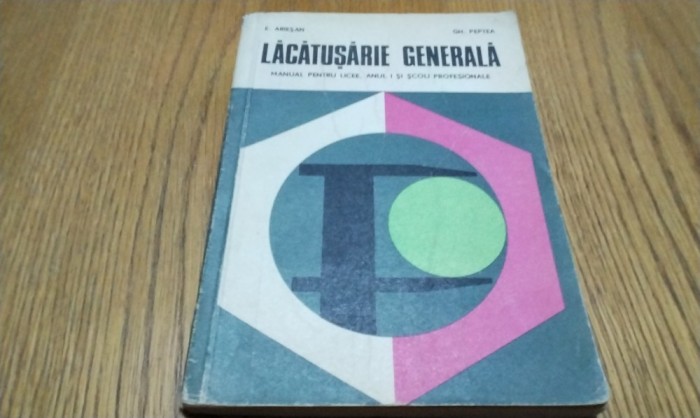 E. ARIEȘAN GH. PEPTEA
LĂCĂTUȘĂRIE GENERALĂ
MANUAL PENTRU LICEE, ANUL I ȘI ȘCOLI PROFESIONALE